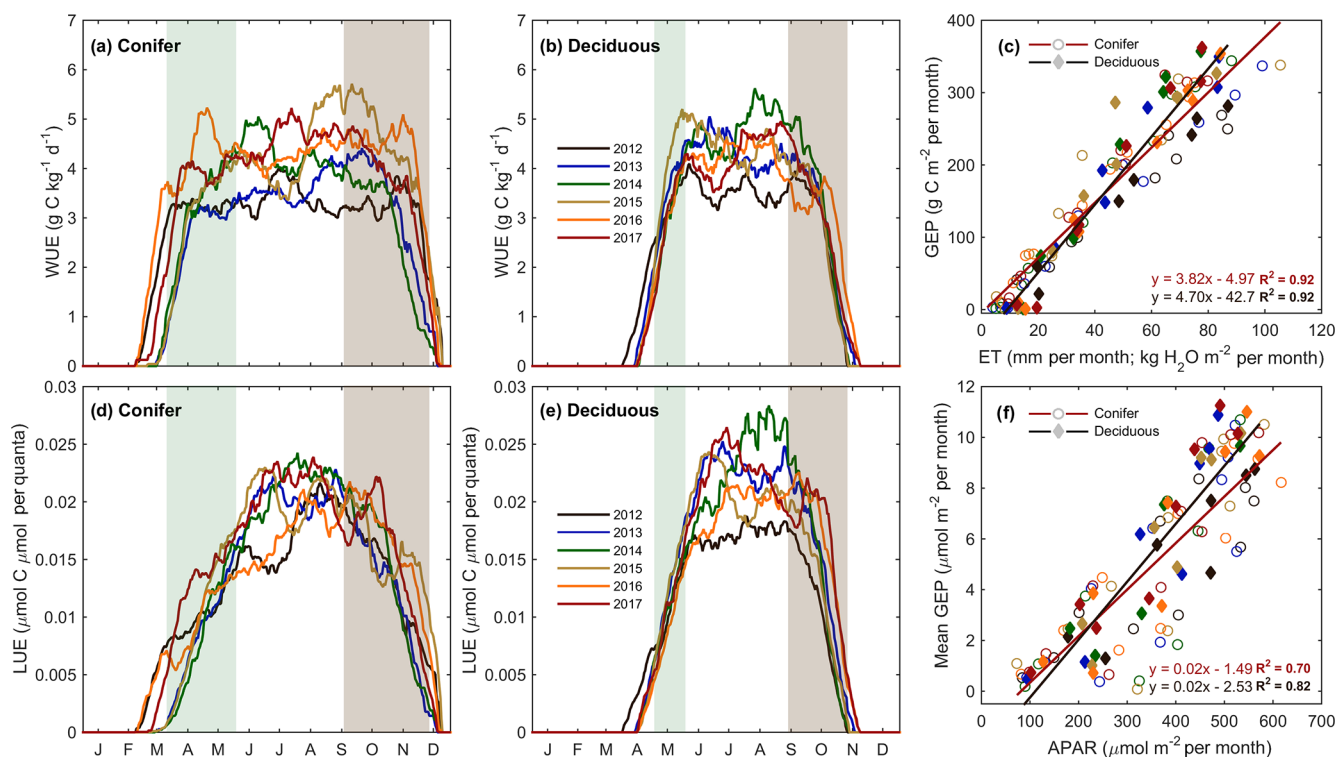 (a) Conifer
WUE (g C kg⁻¹ d⁻¹)
7
6
5
4
3
2
1
0
(b) Deciduous
WUE (g C kg⁻¹ d⁻¹)
7
6
5
4
3
2
1
0
2012
2013
2014
2015
2016
2017
(c)
Conifer
Deciduous
GEP (g C m⁻² per month)
400
300
200
100
0
y = 3.82x - 4.97 R² = 0.92
y = 4.70x - 42.7 R² = 0.92
0 20 40 60 80 100 120
ET (mm per month; kg H₂O m⁻² per month)
(d) Conifer
LUE (μmol C μmol per quanta)
0.03
0.025
0.02
0.015
0.01
0.005
0
J F M A M J J A S O N D
(e) Deciduous
LUE (μmol C μmol per quanta)
0.03
0.025
0.02
0.015
0.01
0.005
0
2012
2013
2014
2015
2016
2017
J F M A M J J A S O N D
(f)
Conifer
Deciduous
Mean GEP (μmol m⁻² per month)
12
10
8
6
4
2
0
y = 0.02x - 1.49 R² = 0.70
y = 0.02x - 2.53 R² = 0.82
0 100 200 300 400 500 600 700
APAR (μmol m⁻² per month)